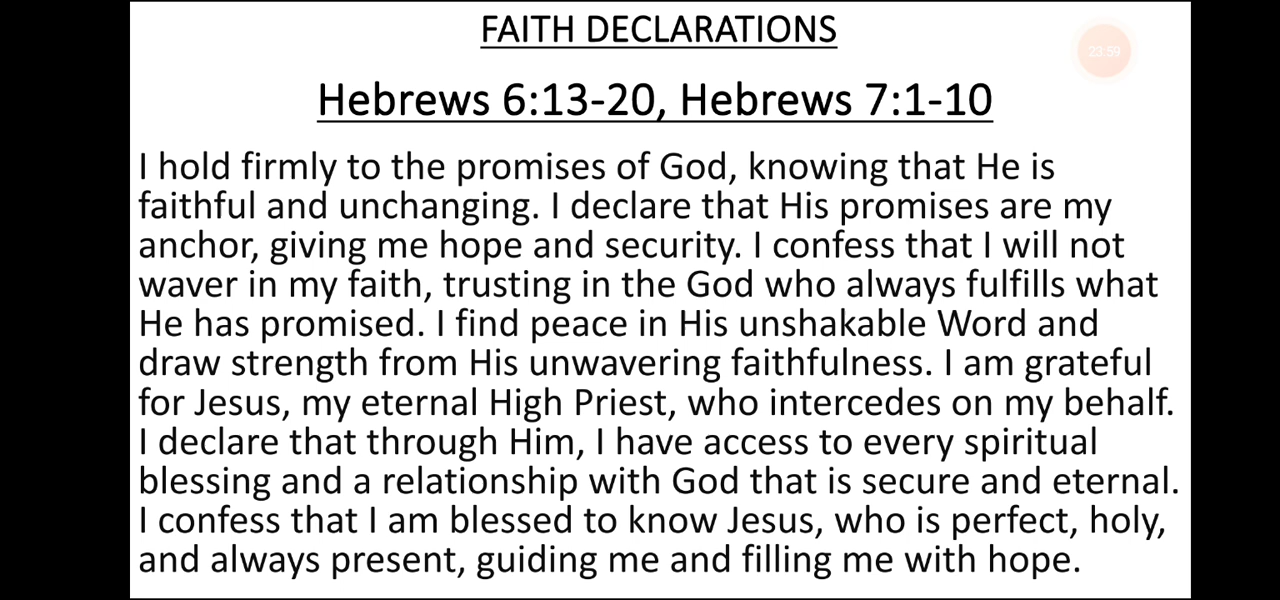 FAITH DECLARATIONS
23:59
Hebrews 6:13-20, Hebrews 7:1-10
I hold firmly to the promises of God, knowing that He is
faithful and unchanging. I declare that His promises are my
anchor, giving me hope and security. I confess that I will not
waver in my faith, trusting in the God who always fulfills what
He has promised. I find peace in His unshakable Word and
draw strength from His unwavering faithfulness. I am grateful
for Jesus, my eternal High Priest, who intercedes on my behalf.
I declare that through Him, I have access to every spiritual
blessing and a relationship with God that is secure and eternal.
I confess that I am blessed to know Jesus, who is perfect, holy,
and always present, guiding me and filling me with hope.